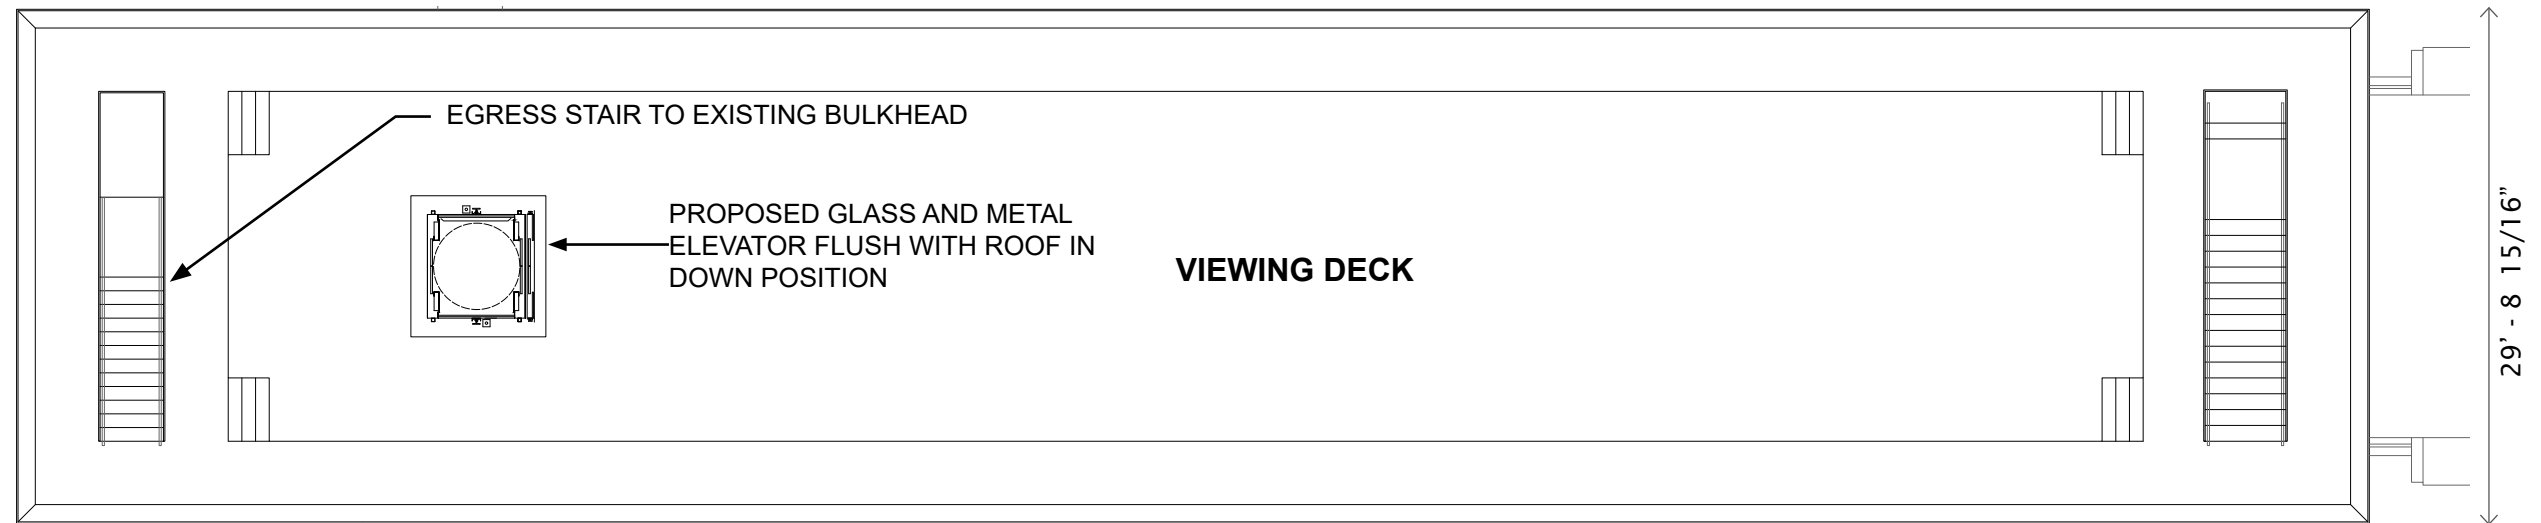 EGRESS STAIR TO EXISTING BULKHEAD
PROPOSED GLASS AND METAL
ELEVATOR FLUSH WITH ROOF IN
DOWN POSITION
VIEWING DECK
29’ - 8 15/16”